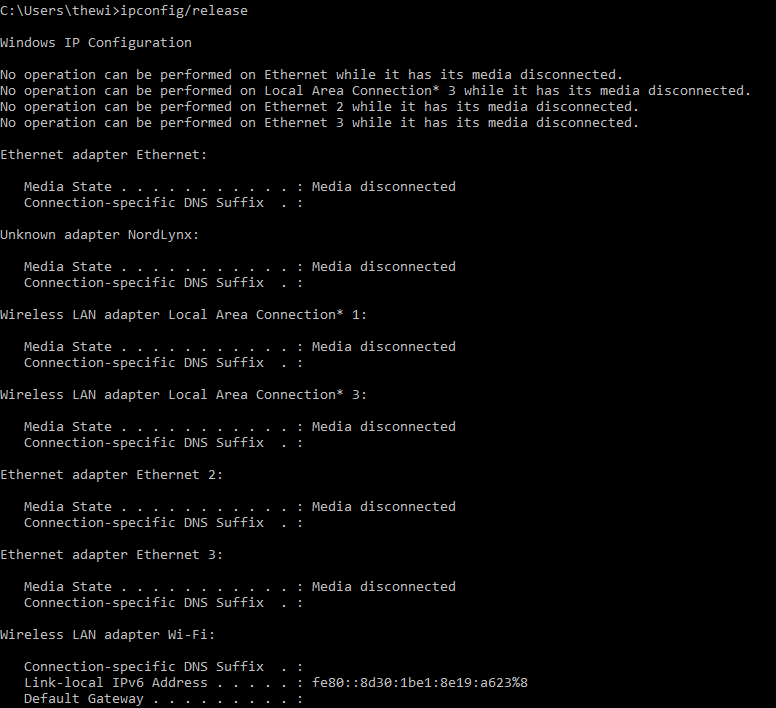 C:\Users\thewi>ipconfig/release
Windows IP Configuration
No operation can be performed on Ethernet while it has its media disconnected.
No operation can be performed on Local Area Connection* 3 while it has its media disconnected.
No operation can be performed on Ethernet 2 while it has its media disconnected.
No operation can be performed on Ethernet 3 while it has its media disconnected.
Ethernet adapter Ethernet:
Media State . . . . . . . . . . . : Media disconnected
Connection-specific DNS Suffix  . :
Unknown adapter NordLynx:
Media State . . . . . . . . . . . : Media disconnected
Connection-specific DNS Suffix  . :
Wireless LAN adapter Local Area Connection* 1:
Media State . . . . . . . . . . . : Media disconnected
Connection-specific DNS Suffix  . :
Wireless LAN adapter Local Area Connection* 3:
Media State . . . . . . . . . . . : Media disconnected
Connection-specific DNS Suffix  . :
Ethernet adapter Ethernet 2:
Media State . . . . . . . . . . . : Media disconnected
Connection-specific DNS Suffix  . :
Ethernet adapter Ethernet 3:
Media State . . . . . . . . . . . : Media disconnected
Connection-specific DNS Suffix  . :
Wireless LAN adapter Wi-Fi:
Connection-specific DNS Suffix  . :
Link-local IPv6 Address . . . . . : fe80::8d30:1be1:8e19:a623%8
Default Gateway . . . . . . . . . :